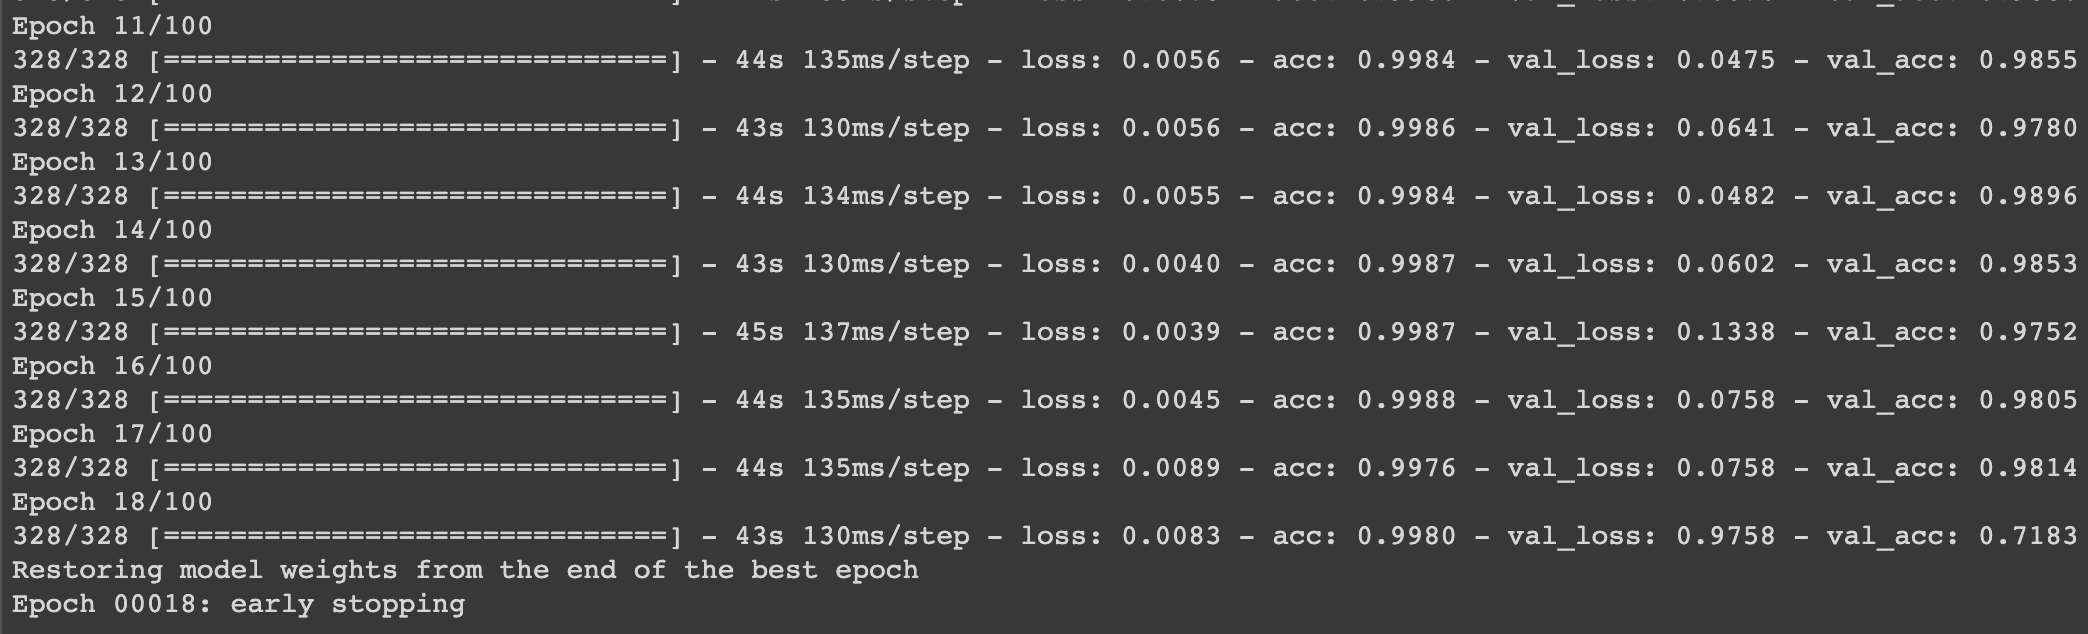 Epoch 11/100
328/328 [==============================] - 44s 135ms/step - loss: 0.0056 - acc: 0.9984 - val_loss: 0.0475 - val_acc: 0.9855
Epoch 12/100
328/328 [==============================] - 43s 130ms/step - loss: 0.0056 - acc: 0.9986 - val_loss: 0.0641 - val_acc: 0.9780
Epoch 13/100
328/328 [==============================] - 44s 134ms/step - loss: 0.0055 - acc: 0.9984 - val_loss: 0.0482 - val_acc: 0.9896
Epoch 14/100
328/328 [==============================] - 43s 130ms/step - loss: 0.0040 - acc: 0.9987 - val_loss: 0.0602 - val_acc: 0.9853
Epoch 15/100
328/328 [==============================] - 45s 137ms/step - loss: 0.0039 - acc: 0.9987 - val_loss: 0.1338 - val_acc: 0.9752
Epoch 16/100
328/328 [==============================] - 44s 135ms/step - loss: 0.0045 - acc: 0.9988 - val_loss: 0.0758 - val_acc: 0.9805
Epoch 17/100
328/328 [==============================] - 44s 135ms/step - loss: 0.0089 - acc: 0.9976 - val_loss: 0.0758 - val_acc: 0.9814
Epoch 18/100
328/328 [==============================] - 43s 130ms/step - loss: 0.0083 - acc: 0.9980 - val_loss: 0.9758 - val_acc: 0.7183
Restoring model weights from the end of the best epoch
Epoch 00018: early stopping